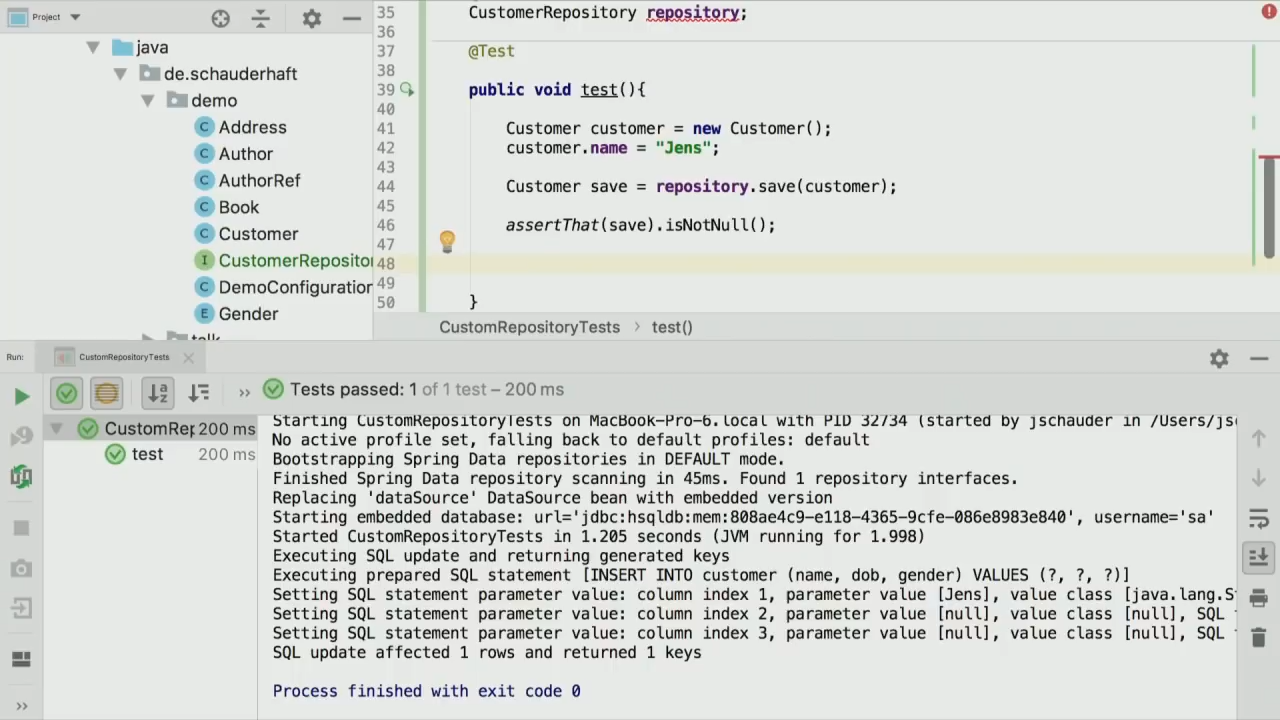 Project
java
de.schauderhaft
demo
Address
Author
AuthorRef
Book
Customer
CustomerReposito
DemoConfiguration
Gender
35 CustomerRepository repository;
36
37 @Test
38
39 public void test(){
40
41 Customer customer = new Customer();
42 customer.name = "Jens";
43
44 Customer save = repository.save(customer);
45
46 assertThat(save).isNotNull();
47
48
49
50 }
CustomRepositoryTests › test()
Run: CustomRepositoryTests
Tests passed: 1 of 1 test – 200 ms
CustomRep 200 ms
test 200 ms
Starting CustomRepositoryTests on MacBook-Pro-6.local with PID 32734 (started by jschauder in /Users/jsc
No active profile set, falling back to default profiles: default
Bootstrapping Spring Data repositories in DEFAULT mode.
Finished Spring Data repository scanning in 45ms. Found 1 repository interfaces.
Replacing 'dataSource' DataSource bean with embedded version
Starting embedded database: url='jdbc:hsqldb:mem:808ae4c9-e118-4365-9cfe-086e8983e840', username='sa'
Started CustomRepositoryTests in 1.205 seconds (JVM running for 1.998)
Executing SQL update and returning generated keys
Executing prepared SQL statement [INSERT INTO customer (name, dob, gender) VALUES (?, ?, ?)]
Setting SQL statement parameter value: column index 1, parameter value [Jens], value class [java.lang.S
Setting SQL statement parameter value: column index 2, parameter value [null], value class [null], SQL
Setting SQL statement parameter value: column index 3, parameter value [null], value class [null], SQL
SQL update affected 1 rows and returned 1 keys
Process finished with exit code 0